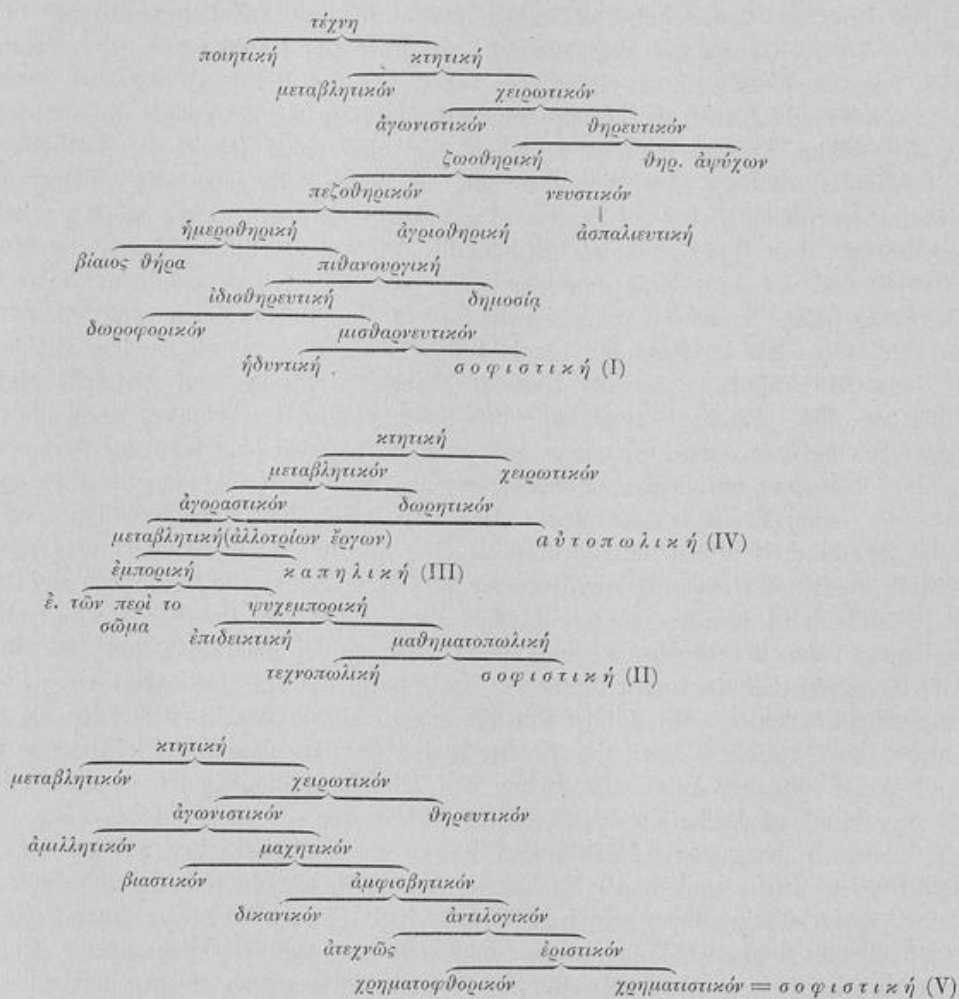 τέχνη
ποιητική κτητική
μεταβλητικόν χειρωτικόν
ἀγωνιστικόν θηρευτικόν
ζωοθηρική θηρ. ἀψύχων
πεζοθηρικόν νευστικόν
ἡμεροθηρική ἀγριοθηρική ἀσπαλιευτική
βίαιος θήρα πιθανουργική
ἰδιοθηρευτική δημοσίᾳ
δωροφορικόν μισθαρνευτικόν
ἡδυντική σοφιστική (I)
κτητική
μεταβλητικόν χειρωτικόν
ἀγοραστικόν δωρητικόν
μεταβλητική(ἀλλοτρίων ἔργων) αὐτοπωλική (IV)
ἐμπορική καπηλική (III)
ἐ. τῶν περὶ το ψυχεμπορική
σῶμα
ἐπιδεικτική μαθηματοπωλική
τεχνοπωλική σοφιστική (II)
κτητική
μεταβλητικόν χειρωτικόν
ἀγωνιστικόν θηρευτικόν
ἁμιλλητικόν μαχητικόν
βιαστικόν ἀμφισβητικόν
δικανικόν ἀντιλογικόν
ἀτεχνῶς ἐριστικόν
χρηματοφθορικόν χρηματιστικόν = σοφιστική (V)